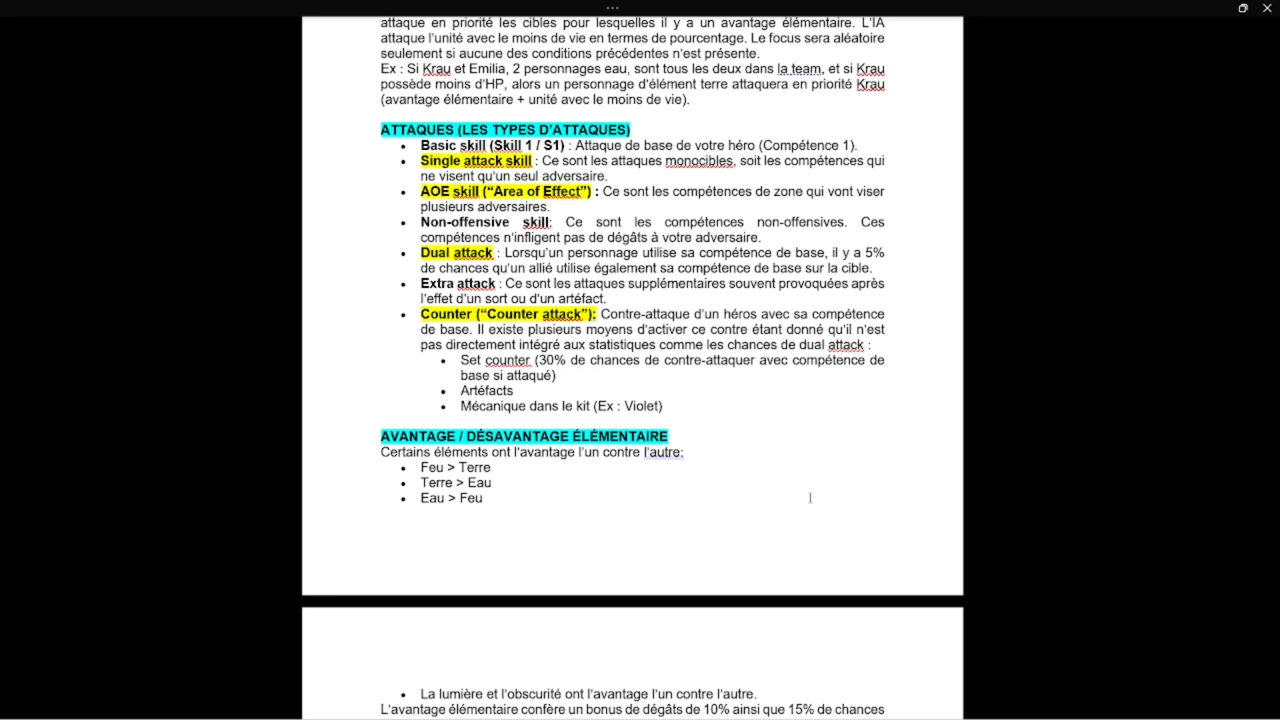 attaque en priorité les cibles pour lesquelles il y a un avantage élémentaire. L'IA
attaque l'unité avec le moins de vie en termes de pourcentage. Le focus sera aléatoire
seulement si aucune des conditions précédentes n'est présente.
Ex : Si Krau et Emilia, 2 personnages eau, sont tous les deux dans la team, et si Krau
possède moins d'HP, alors un personnage d'élément terre attaquera en priorité Krau
(avantage élémentaire + unité avec le moins de vie).
ATTAQUES (LES TYPES D'ATTAQUES)
• Basic skill (Skill 1 / S1) : Attaque de base de votre héro (Compétence 1).
• Single attack skill : Ce sont les attaques monocibles, soit les compétences qui
ne visent qu'un seul adversaire.
• AOE skill (“Area of Effect”) : Ce sont les compétences de zone qui vont viser
plusieurs adversaires.
• Non-offensive skill: Ce sont les compétences non-offensives. Ces
compétences n'infligent pas de dégâts à votre adversaire.
• Dual attack : Lorsqu'un personnage utilise sa compétence de base, il y a 5%
de chances qu'un allié utilise également sa compétence de base sur la cible.
• Extra attack : Ce sont les attaques supplémentaires souvent provoquées après
l'effet d'un sort ou d'un artéfact.
• Counter (“Counter attack”): Contre-attaque d'un héros avec sa compétence
de base. Il existe plusieurs moyens d'activer ce contre étant donné qu'il n'est
pas directement intégré aux statistiques comme les chances de dual attack :
• Set counter (30% de chances de contre-attaquer avec compétence de
base si attaqué)
• Artéfacts
• Mécanique dans le kit (Ex : Violet)
AVANTAGE / DÉSAVANTAGE ÉLÉMENTAIRE
Certains éléments ont l'avantage l'un contre l'autre:
• Feu > Terre
• Terre > Eau
• Eau > Feu
• La lumière et l'obscurité ont l'avantage l'un contre l'autre.
L'avantage élémentaire confère un bonus de dégâts de 10% ainsi que 15% de chances